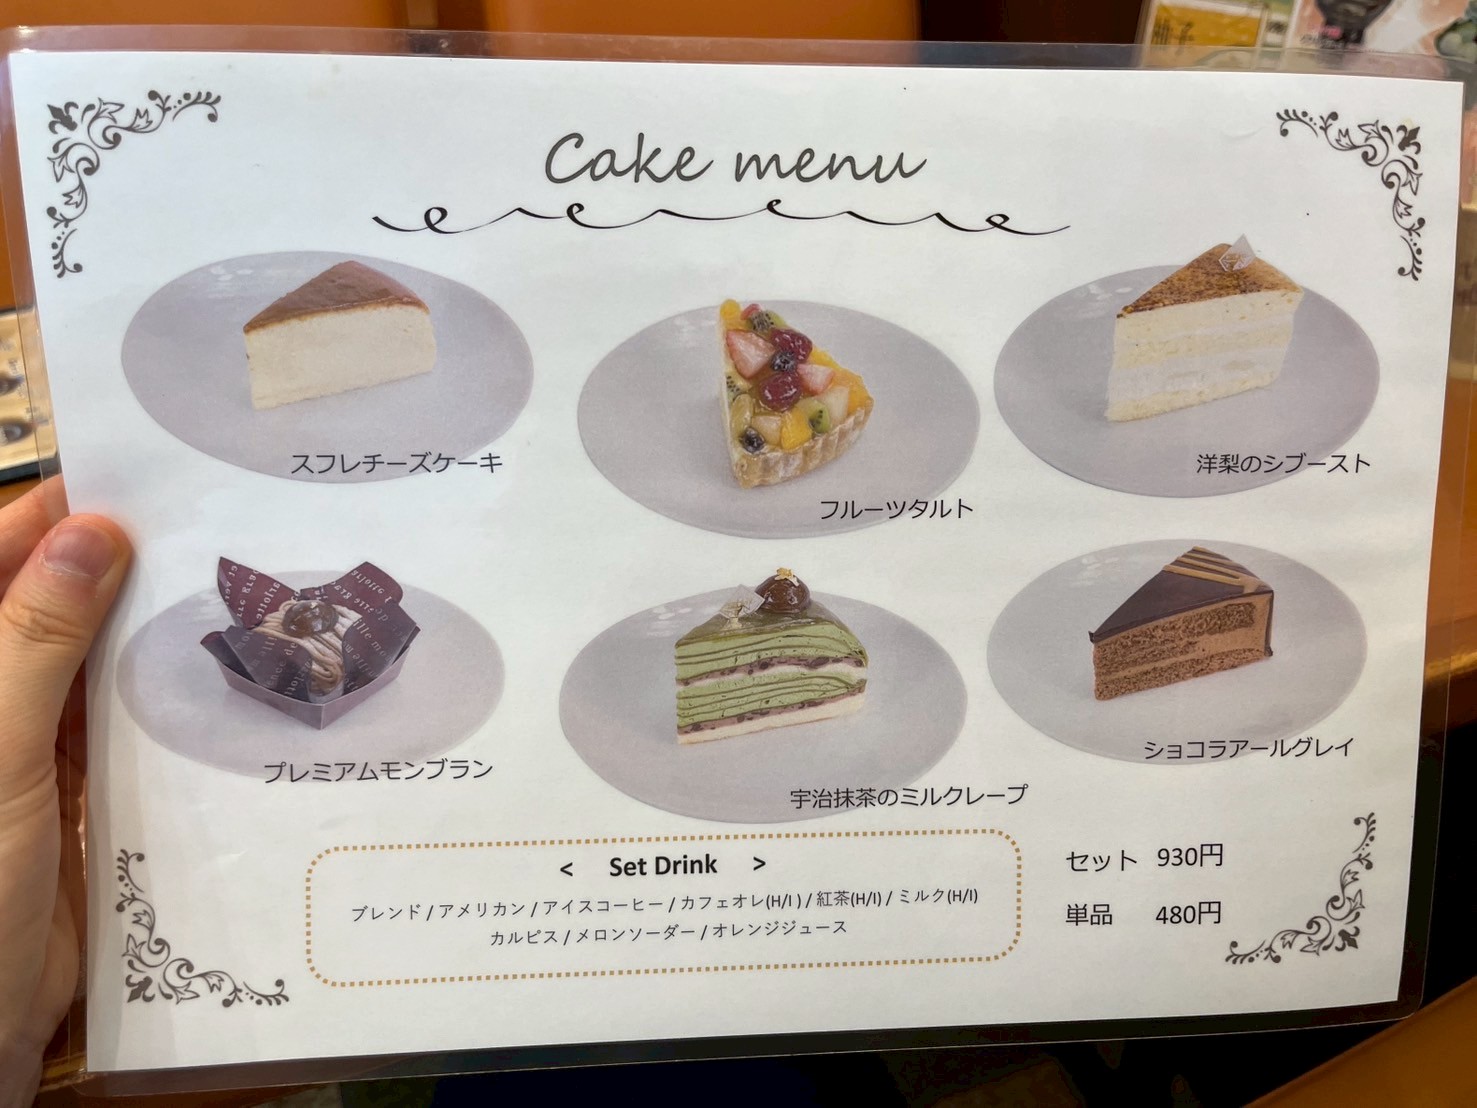 Cake menu
スフレチーズケーキ
フルーツタルト
洋梨のシブースト
プレミアムモンブラン
宇治抹茶のミルクレープ
ショコラアールグレイ
< Set Drink >
ブレンド / アメリカン / アイスコーヒー / カフェオレ(H/I ) / 紅茶(H/I) / ミルク(H/I)
カルピス / メロンソーダー / オレンジジュース
セット 930円
単品 480円